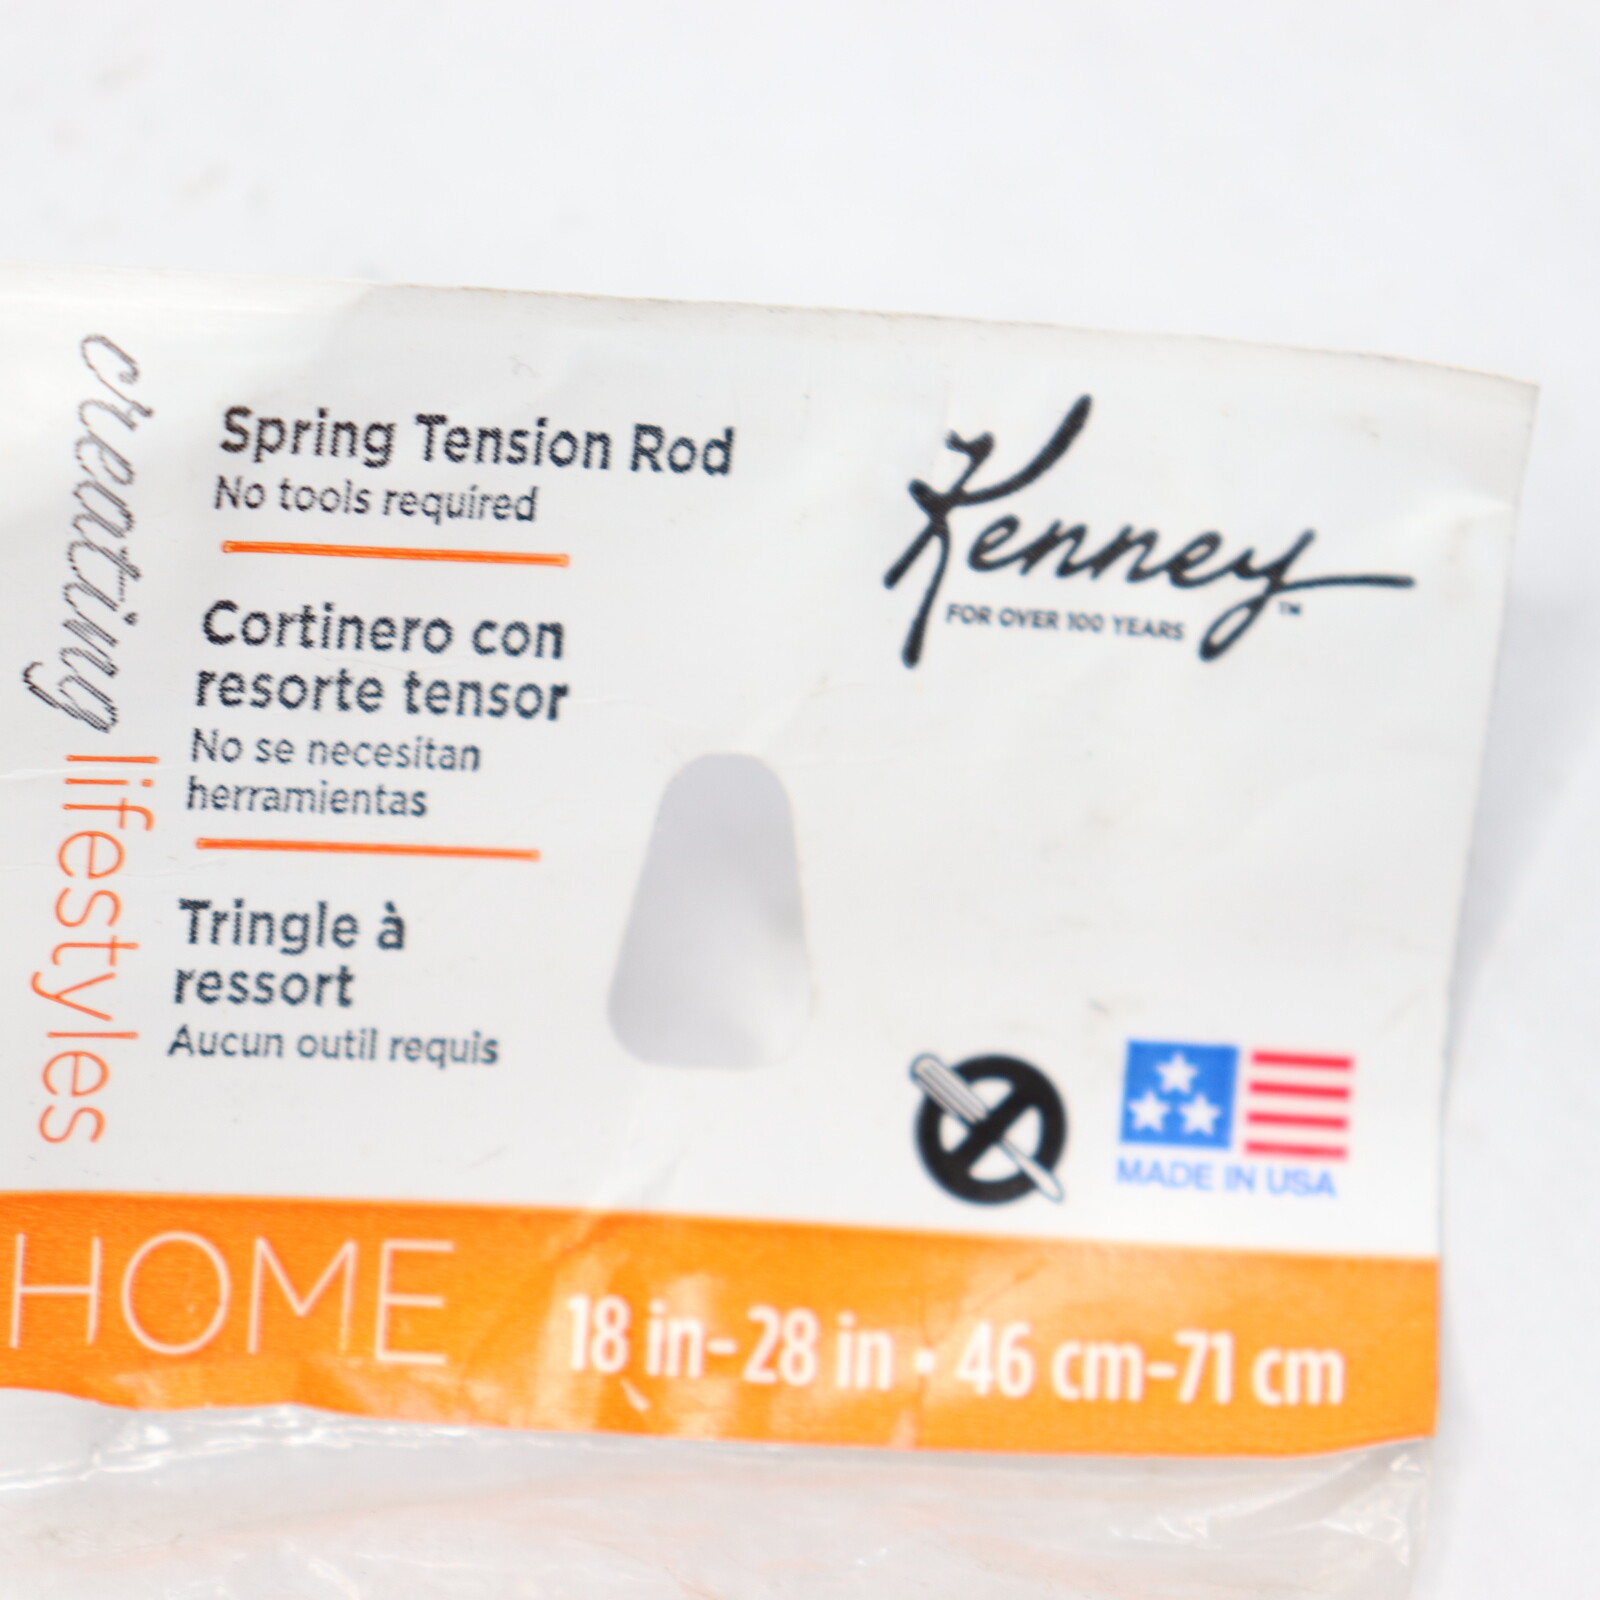 creating lifestyles
Spring Tension Rod
No tools required
Cortinero con
resorte tensor
No se necesitan
herramientas
Tringle à
ressort
Aucun outil requis
Kenney
FOR OVER 100 YEARS
™
MADE IN USA
HOME
18 in-28 in • 46 cm-71 cm